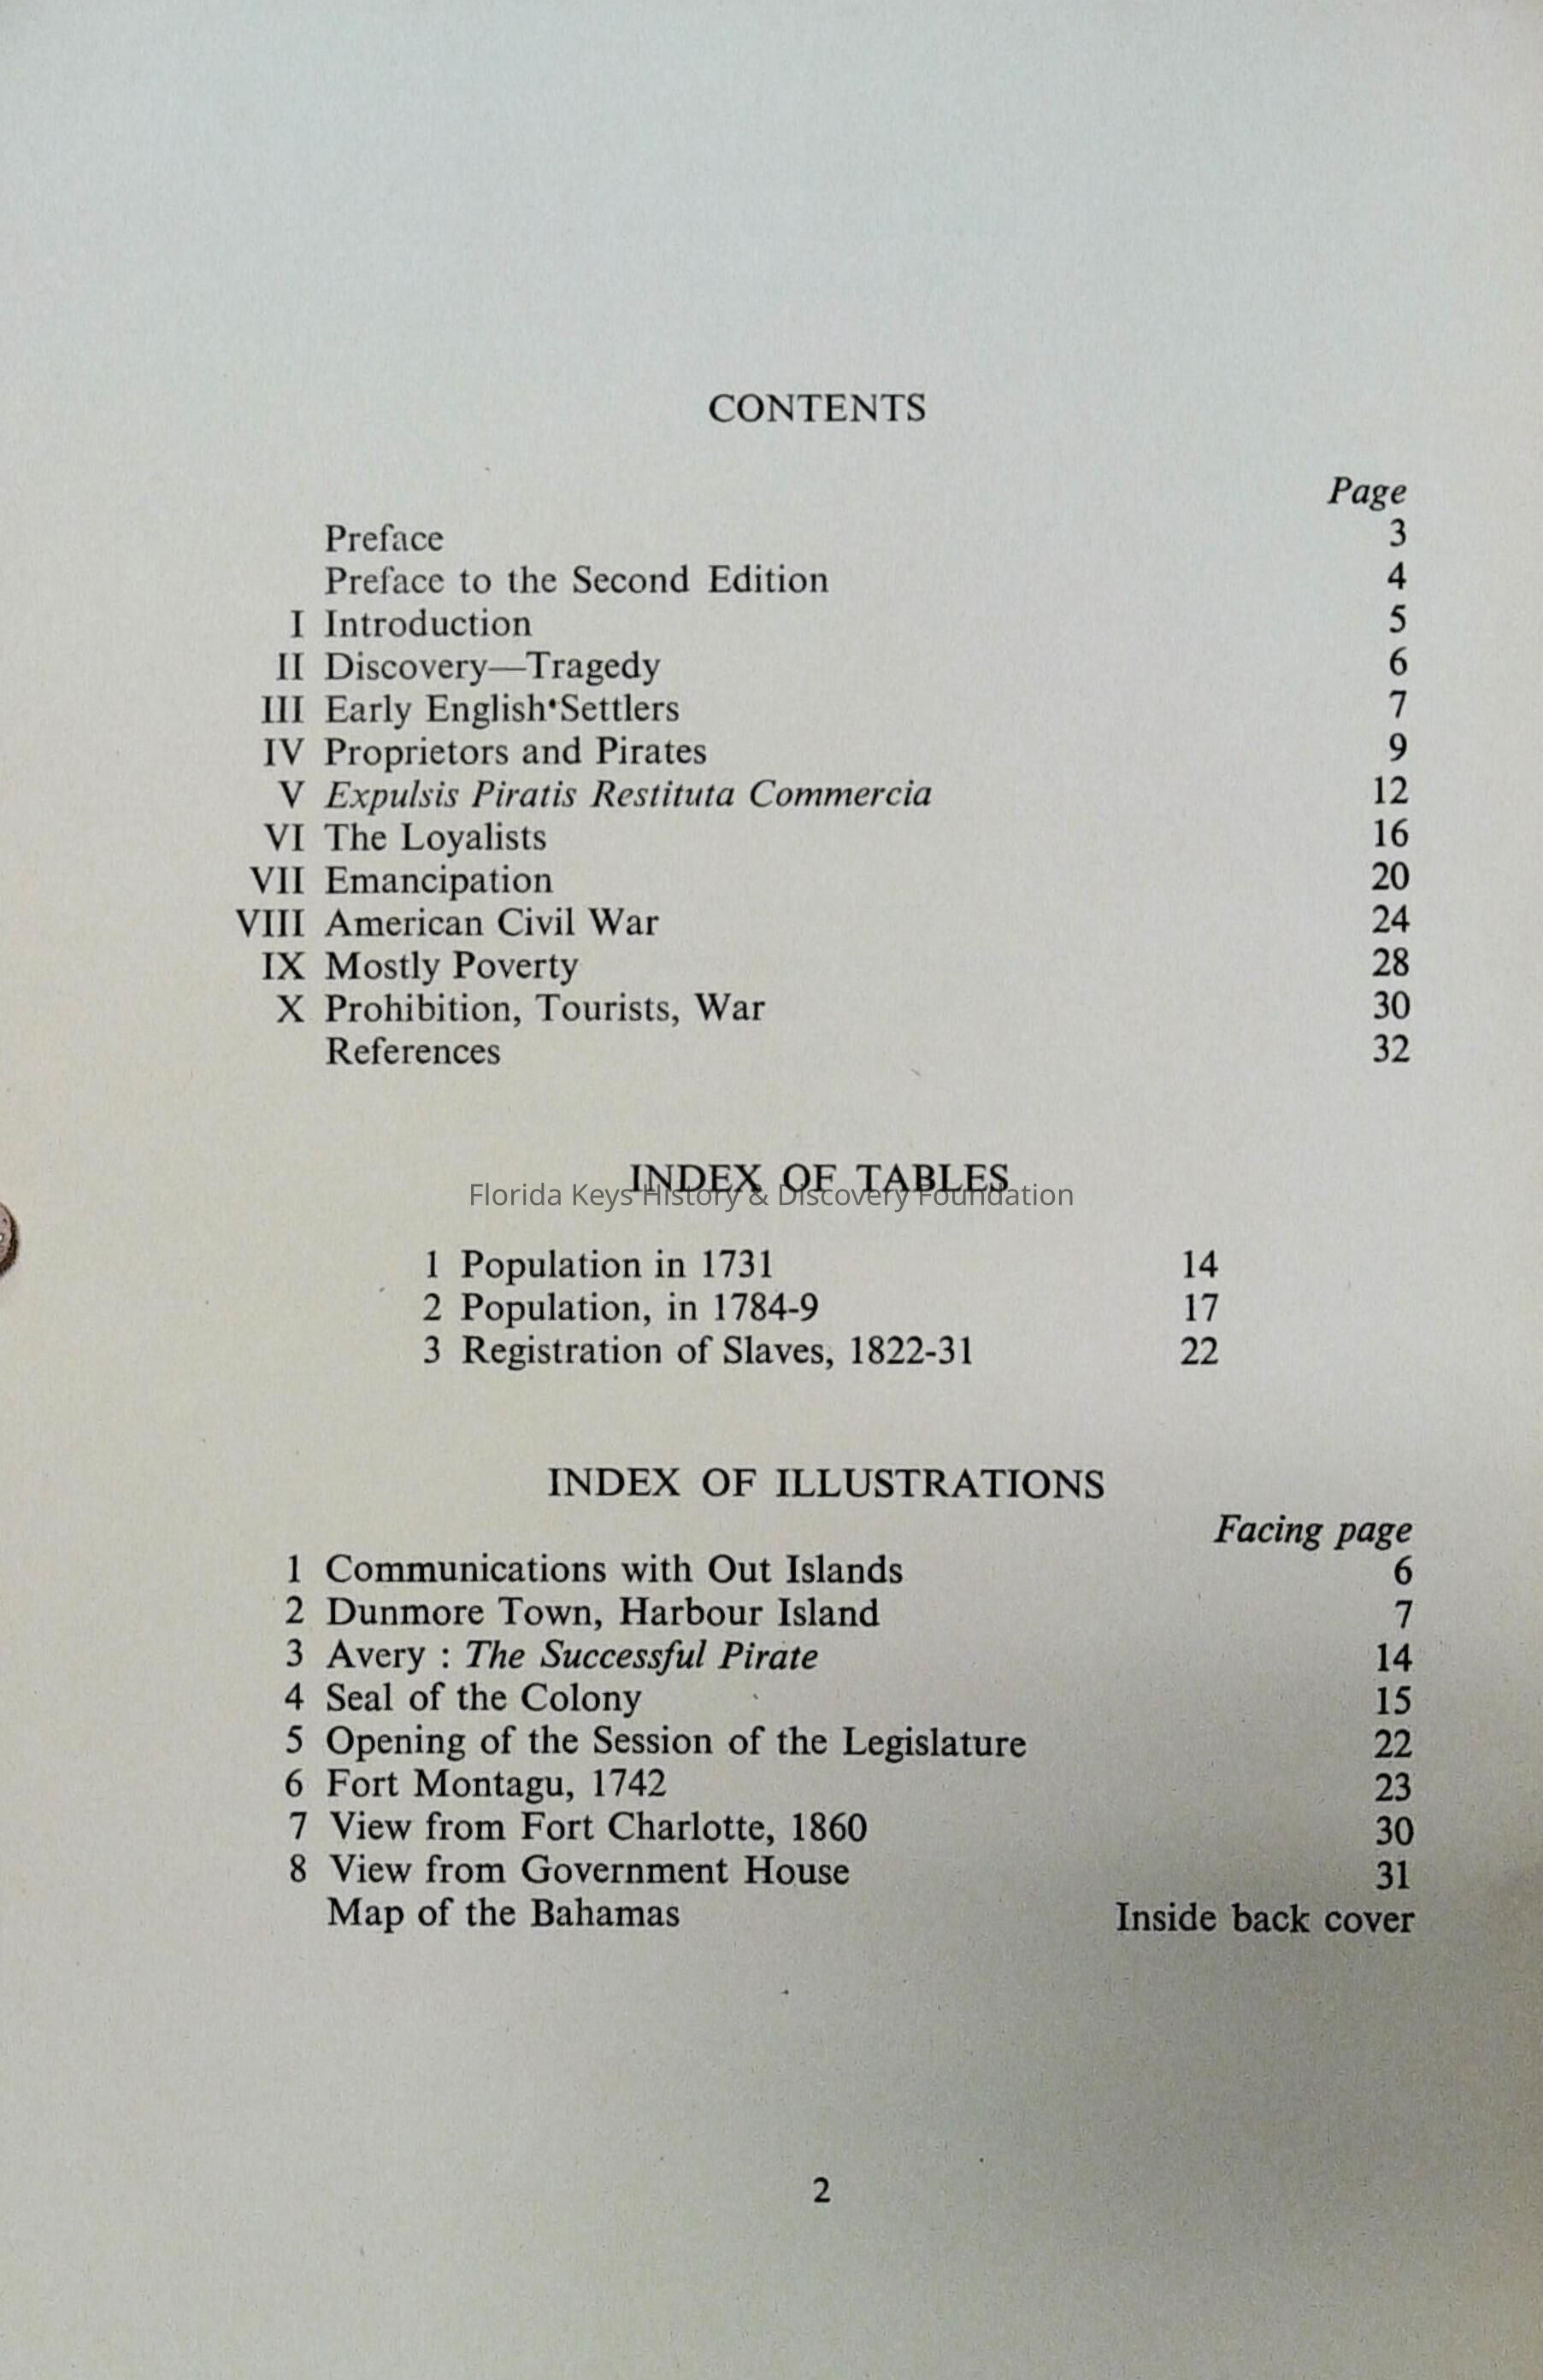 CONTENTS
Page
Preface 3
Preface to the Second Edition 4
I Introduction 5
II Discovery—Tragedy 6
III Early English Settlers 7
IV Proprietors and Pirates 9
V Expulsis Piratis Restituta Commercia 12
VI The Loyalists 16
VII Emancipation 20
VIII American Civil War 24
IX Mostly Poverty 28
X Prohibition, Tourists, War 30
References 32
INDEX OF TABLES
Florida Keys History & Discovery Foundation
1 Population in 1731 14
2 Population, in 1784-9 17
3 Registration of Slaves, 1822-31 22
INDEX OF ILLUSTRATIONS
Facing page
1 Communications with Out Islands 6
2 Dunmore Town, Harbour Island 7
3 Avery : The Successful Pirate 14
4 Seal of the Colony 15
5 Opening of the Session of the Legislature 22
6 Fort Montagu, 1742 23
7 View from Fort Charlotte, 1860 30
8 View from Government House 31
Map of the Bahamas Inside back cover
2